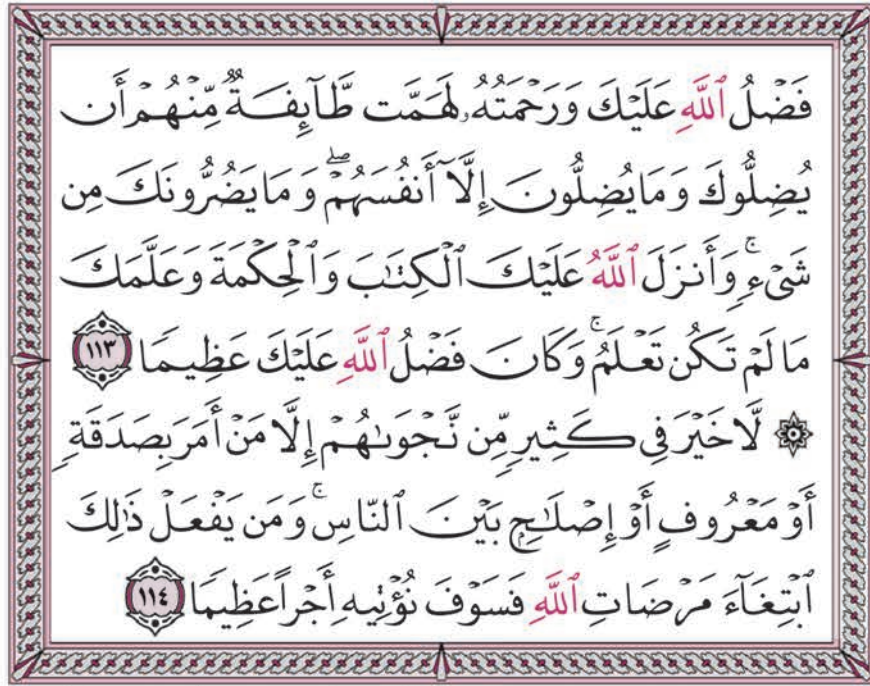 فَضْلُ ٱللَّهِ عَلَيْكَ وَرَحْمَتُهُۥ لَهَمَّت طَّآئِفَةٌ مِّنْهُمْ أَن
يُضِلُّوكَ وَمَا يُضِلُّونَ إِلَّآ أَنفُسَهُمْ ۖ وَمَا يَضُرُّونَكَ مِن
شَىْءٍ ۚ وَأَنزَلَ ٱللَّهُ عَلَيْكَ ٱلْكِتَٰبَ وَٱلْحِكْمَةَ وَعَلَّمَكَ
مَا لَمْ تَكُن تَعْلَمُ ۚ وَكَانَ فَضْلُ ٱللَّهِ عَلَيْكَ عَظِيمًا ١١٣
۞ لَّا خَيْرَ فِى كَثِيرٍ مِّن نَّجْوَىٰهُمْ إِلَّا مَنْ أَمَرَ بِصَدَقَةٍ
أَوْ مَعْرُوفٍ أَوْ إِصْلَٰحٍۭ بَيْنَ ٱلنَّاسِ ۚ وَمَن يَفْعَلْ ذَٰلِكَ
ٱبْتِغَآءَ مَرْضَاتِ ٱللَّهِ فَسَوْفَ نُؤْتِيهِ أَجْرًا عَظِيمًا ١١٤